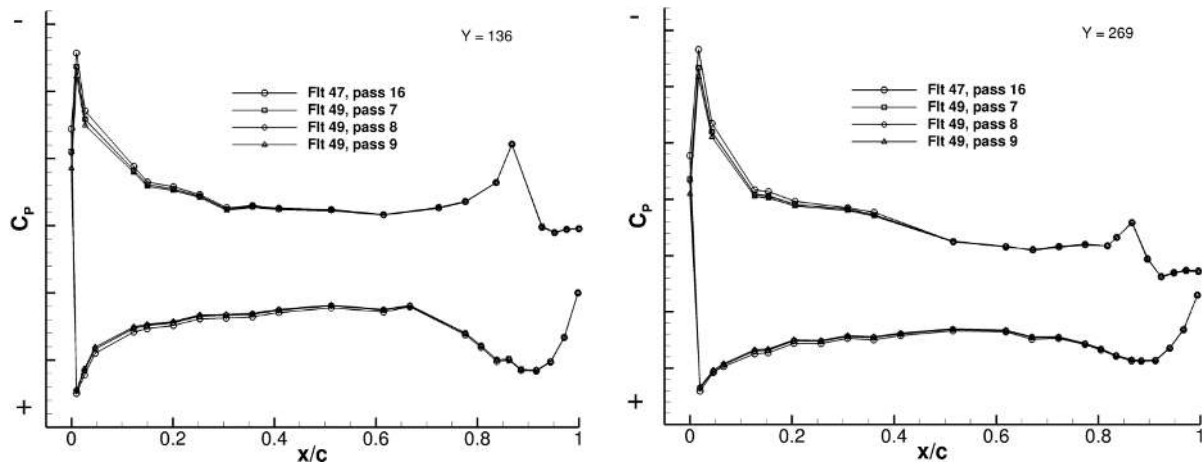 -
Y = 136
Flt 47, pass 16
Flt 49, pass 7
Flt 49, pass 8
Flt 49, pass 9
CP
+
0 0.2 0.4 0.6 0.8 1
x/c
-
Y = 269
Flt 47, pass 16
Flt 49, pass 7
Flt 49, pass 8
Flt 49, pass 9
CP
+
0 0.2 0.4 0.6 0.8 1
x/c